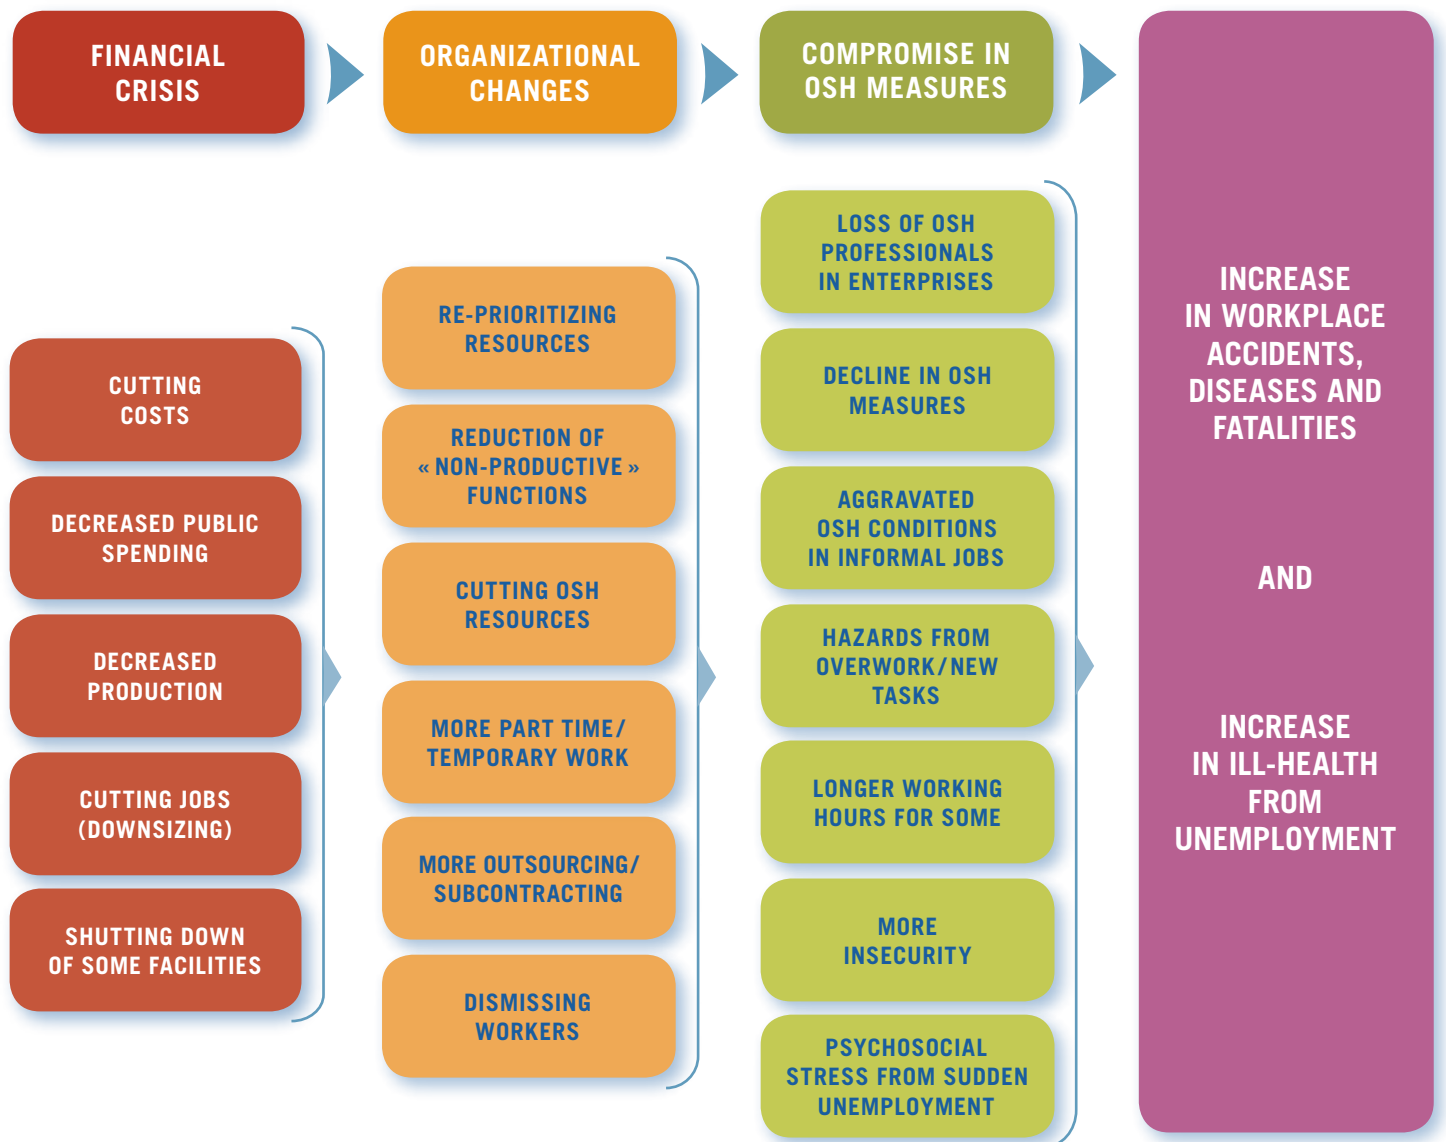 FINANCIAL
CRISIS
ORGANIZATIONAL
CHANGES
COMPROMISE IN
OSH MEASURES
CUTTING
COSTS
DECREASED PUBLIC
SPENDING
DECREASED
PRODUCTION
CUTTING JOBS
(DOWNSIZING)
SHUTTING DOWN
OF SOME FACILITIES
RE-PRIORITIZING
RESOURCES
REDUCTION OF
« NON-PRODUCTIVE »
FUNCTIONS
CUTTING OSH
RESOURCES
MORE PART TIME/
TEMPORARY WORK
MORE OUTSOURCING/
SUBCONTRACTING
DISMISSING
WORKERS
LOSS OF OSH
PROFESSIONALS
IN ENTERPRISES
DECLINE IN OSH
MEASURES
AGGRAVATED
OSH CONDITIONS
IN INFORMAL JOBS
HAZARDS FROM
OVERWORK/NEW
TASKS
LONGER WORKING
HOURS FOR SOME
MORE
INSECURITY
PSYCHOSOCIAL
STRESS FROM SUDDEN
UNEMPLOYMENT
INCREASE
IN WORKPLACE
ACCIDENTS,
DISEASES AND
FATALITIES
AND
INCREASE
IN ILL-HEALTH
FROM
UNEMPLOYMENT